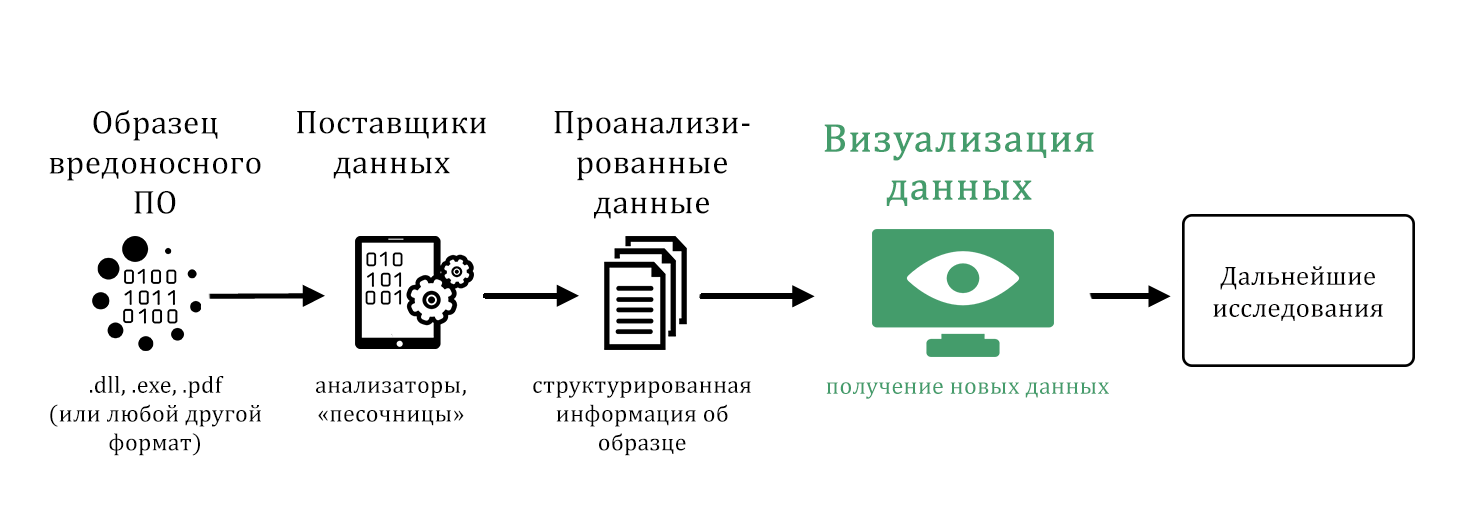 Образец
вредоносного
ПО
0100
1011
0100
.dll, .exe, .pdf
(или любой другой
формат)
Поставщики
данных
010
101
001
анализаторы,
«песочницы»
Проанализи-
рованные
данные
структурированная
информация об
образце
Визуализация
данных
получение новых данных
Дальнейшие
исследования